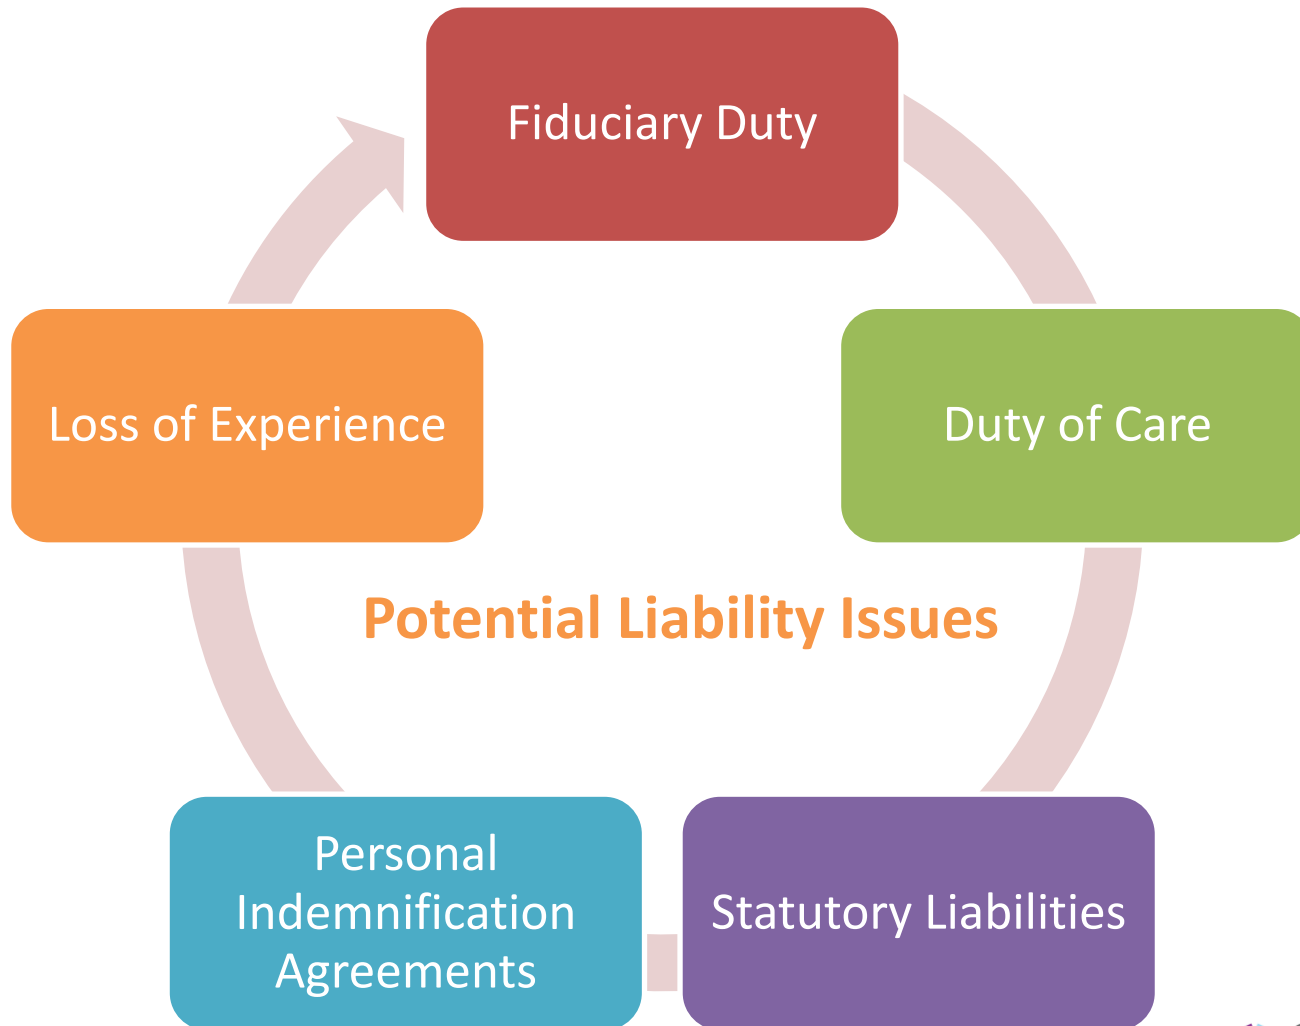 Fiduciary Duty
Loss of Experience
Duty of Care
Potential Liability Issues
Personal
Indemnification
Agreements
Statutory Liabilities